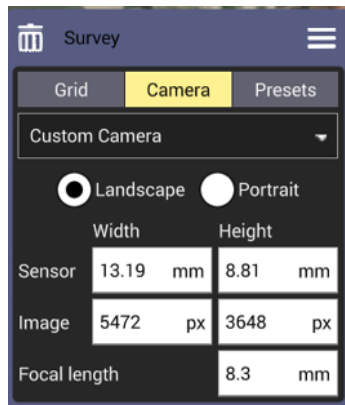 Survey
Grid Camera Presets
Custom Camera
Landscape Portrait
Width Height
Sensor 13.19 mm 8.81 mm
Image 5472 px 3648 px
Focal length 8.3 mm